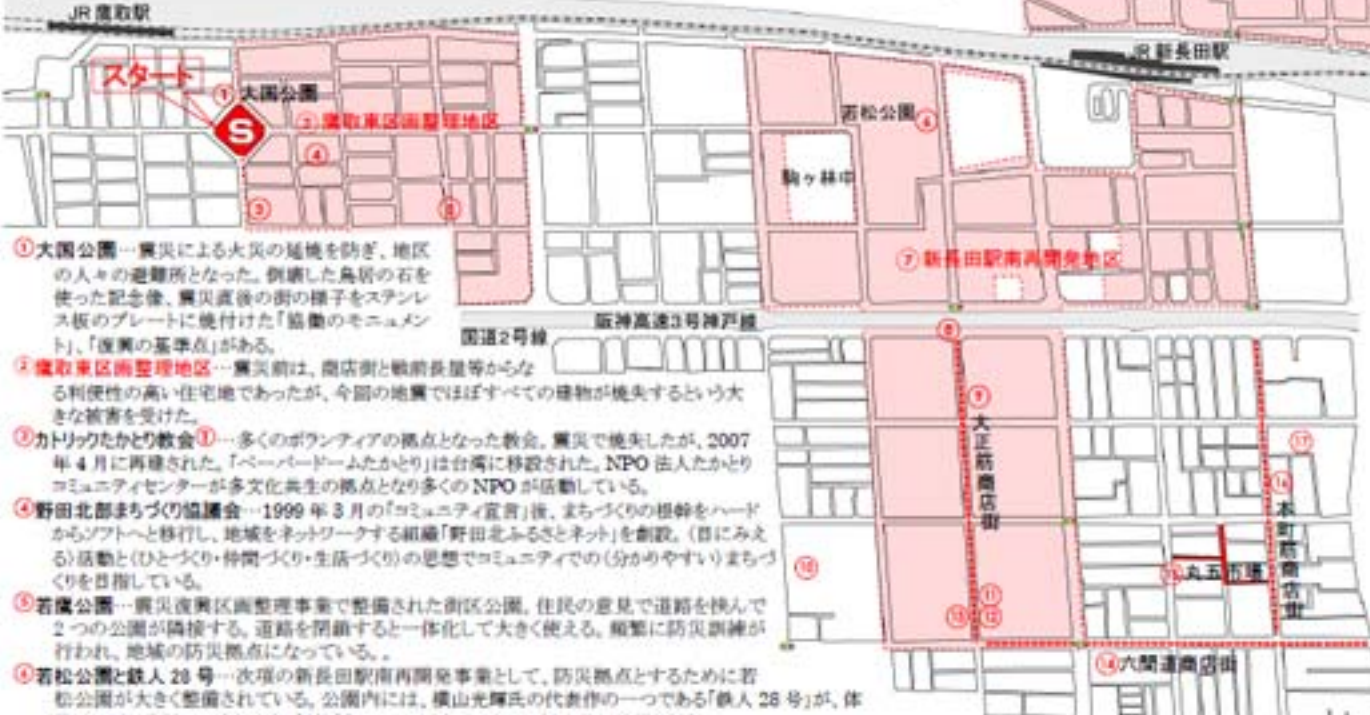 JR 鷹取駅
JR 新長田駅
スタート
① 大国公園
S
② 鷹取東区画整理地区
④
③
⑤
若松公園 ⑥
駒ヶ林中
⑦ 新長田駅南再開発地区
阪神高速3号神戸線
国道2号線
⑧
⑨
大正筋商店街
⑩
⑪
⑬ ⑫
⑰
⑯
本町筋商店街
⑮ 丸五市場
⑭ 六間道商店街
①大国公園…震災による火災の延焼を防ぎ、地区
の人々の避難所となった。倒壊した鳥居の石を
使った記念像、震災直後の街の様子をステンレ
ス板のプレートに焼付けた「協働のモニュメン
ト」、「復興の基準点」がある。
②鷹取東区画整理地区…震災前は、商店街と戦前長屋等からな
る利便性の高い住宅地であったが、今回の地震でほぼすべての建物が焼失するという大
きな被害を受けた。
③カトリックたかとり教会③…多くのボランティアの拠点となった教会。震災で焼失したが、2007
年 4 月に再建された。「ペーパードームたかとり」は台湾に移設された。NPO 法人たかとり
コミュニティセンターが多文化共生の拠点となり多くの NPO が活動している。
④野田北部まちづくり協議会…1999 年 3 月の「コミュニティ宣言」後、まちづくりの根幹をハード
からソフトへと移行し、地域をネットワークする組織「野田北ふるさとネット」を創設。(目にみえ
る)活動と(ひとづくり・仲間づくり・生活づくり)の思想でコミュニティでの(分かりやすい)まちづ
くりを目指している。
⑤若鷹公園…震災復興区画整理事業で整備された街区公園。住民の意見で道路を挟んで
2 つの公園が隣接する。道路を閉鎖すると一体化して大きく使える。頻繁に防災訓練が
行われ、地域の防災拠点になっている。。
⑥若松公園と鉄人 28 号…次項の新長田駅南再開発事業として、防災拠点とするために若
松公園が大きく整備されている。公園内には、横山光輝氏の代表作の一つである「鉄人 28 号」が、体